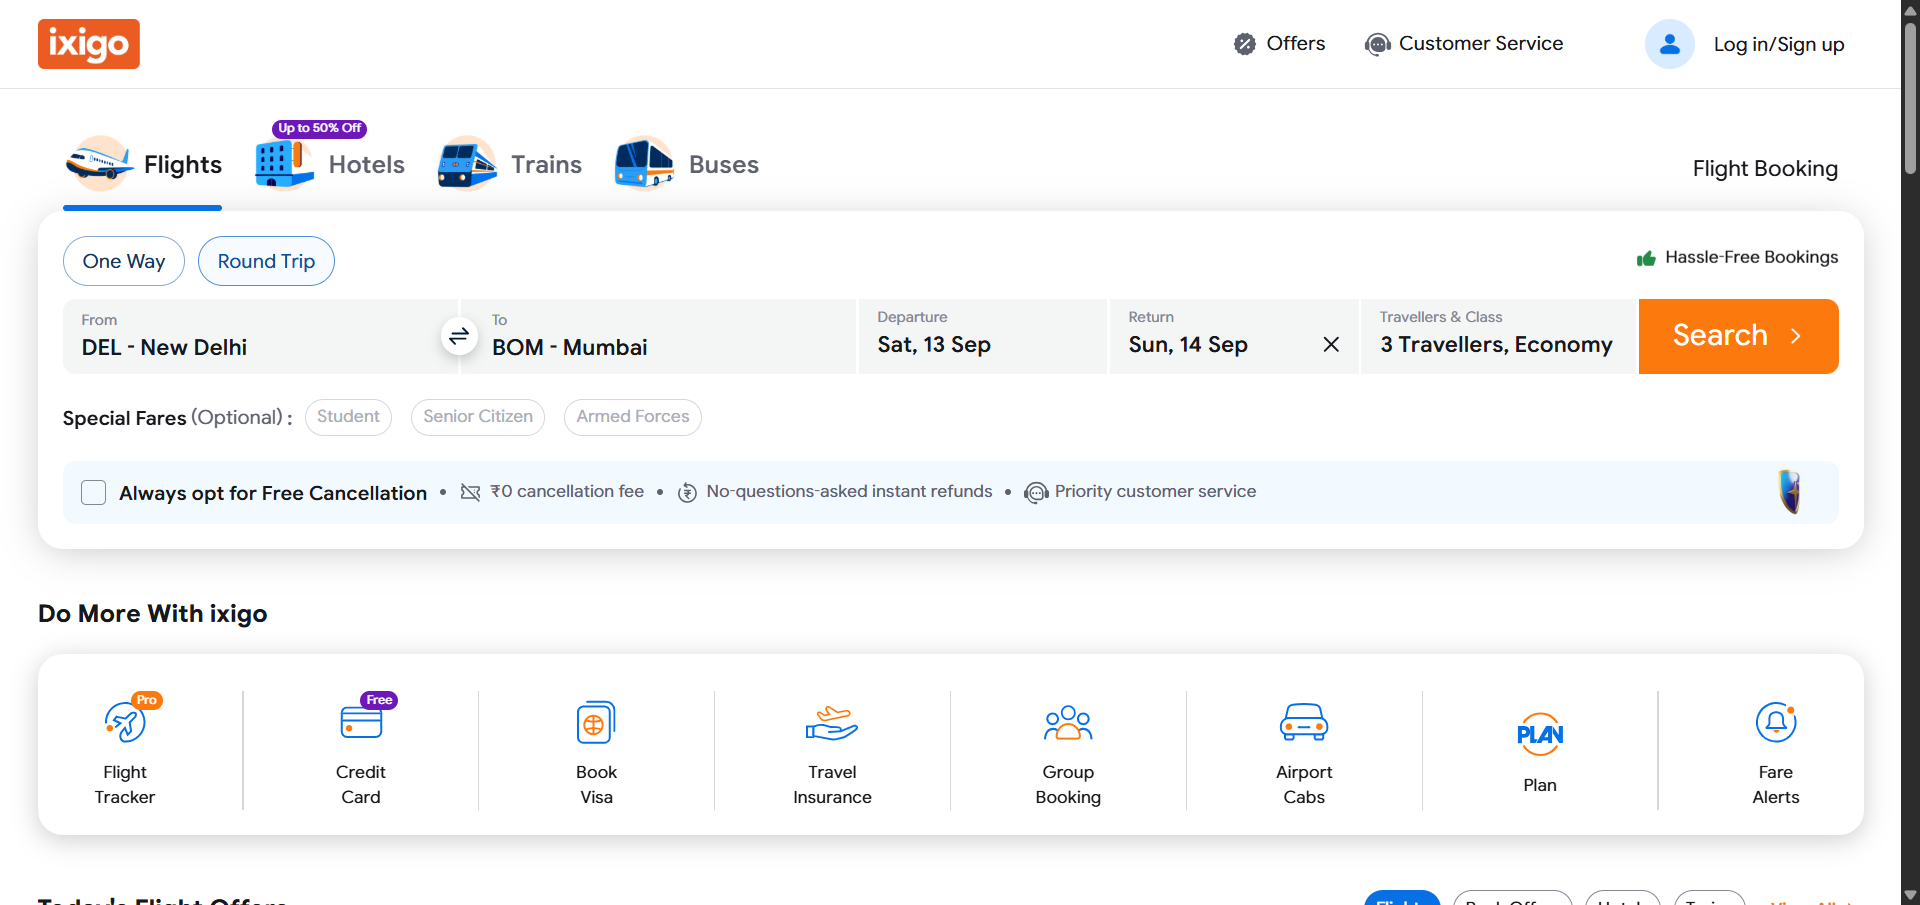 ixigo
Offers
Customer Service
Log in/Sign up
Flights
Up to 50% Off
Hotels
Trains
Buses
Flight Booking
One Way
Round Trip
Hassle-Free Bookings
From
DEL - New Delhi
To
BOM - Mumbai
Departure
Sat, 13 Sep
Return
Sun, 14 Sep
Travellers & Class
3 Travellers, Economy
Search
Special Fares (Optional) :
Student
Senior Citizen
Armed Forces
Always opt for Free Cancellation • ₹0 cancellation fee • No-questions-asked instant refunds • Priority customer service
Do More With ixigo
Pro
Flight
Tracker
Free
Credit
Card
Book
Visa
Travel
Insurance
Group
Booking
Airport
Cabs
PLAN
Plan
Fare
Alerts
Today's Flight Offers